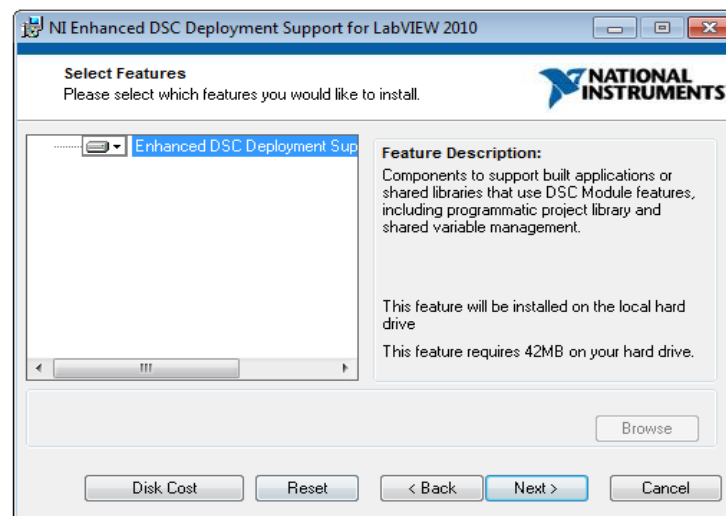 NI Enhanced DSC Deployment Support for LabVIEW 2010
Select Features
Please select which features you would like to install.
NATIONAL
INSTRUMENTS
Enhanced DSC Deployment Sup
Feature Description:
Components to support built applications or
shared libraries that use DSC Module features,
including programmatic project library and
shared variable management.
This feature will be installed on the local hard
drive
This feature requires 42MB on your hard drive.
Browse
Disk Cost
Reset
< Back
Next >
Cancel